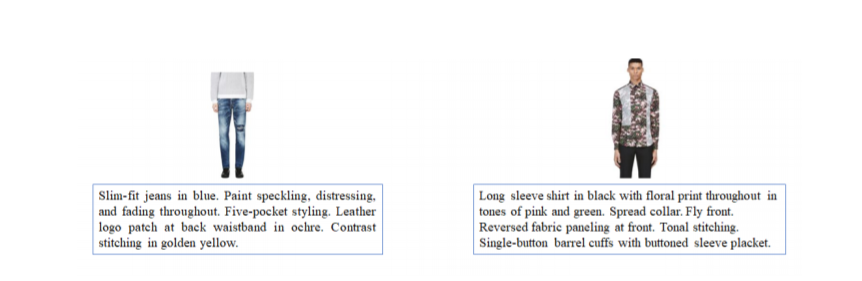 Slim-fit jeans in blue. Paint speckling, distressing,
and fading throughout. Five-pocket styling. Leather
logo patch at back waistband in ochre. Contrast
stitching in golden yellow.
Long sleeve shirt in black with floral print throughout in
tones of pink and green. Spread collar. Fly front.
Reversed fabric paneling at front. Tonal stitching.
Single-button barrel cuffs with buttoned sleeve placket.